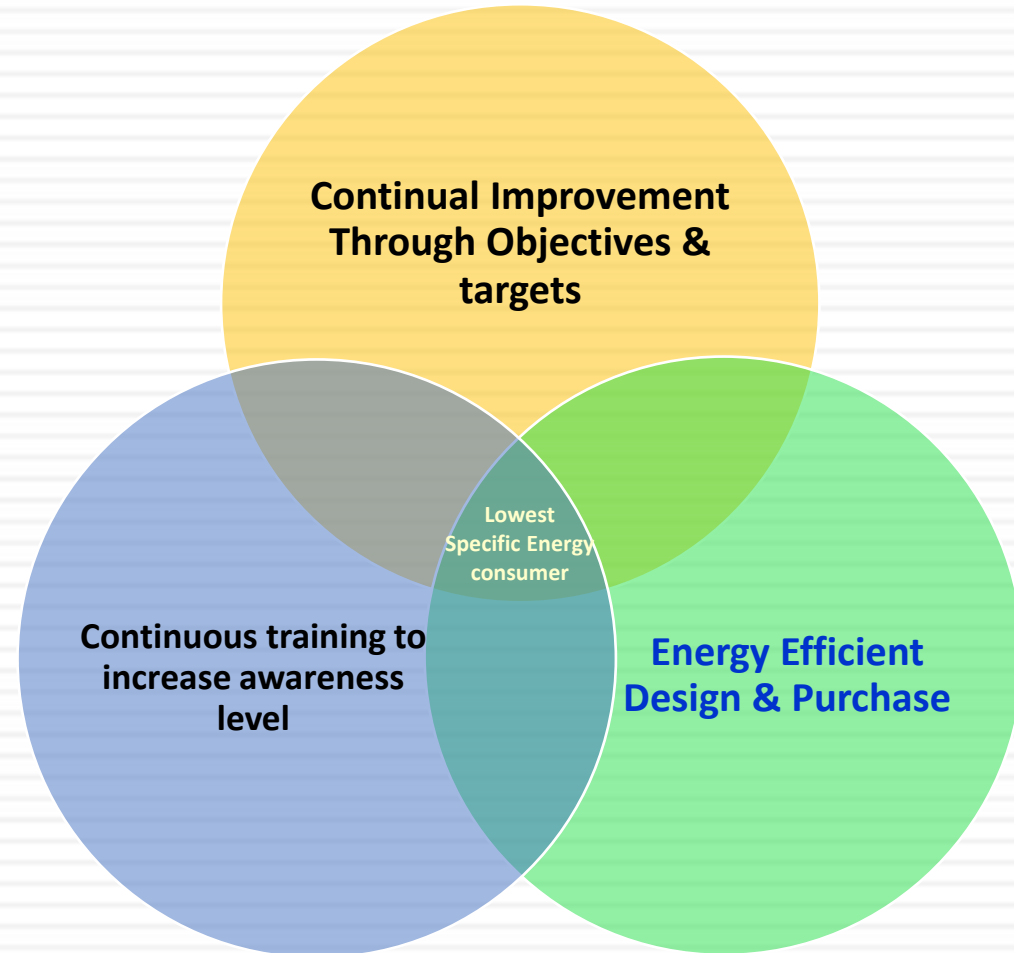 Continual Improvement
Through Objectives &
targets
Lowest
Specific Energy
consumer
Continuous training to
increase awareness
level
Energy Efficient
Design & Purchase